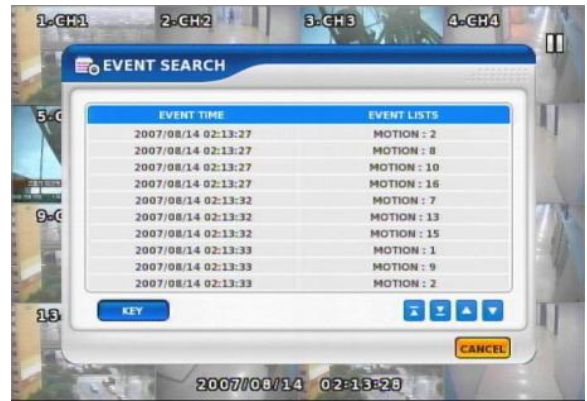 1.CH1 2.CH2 3.CH3 4.CH4
EVENT SEARCH
EVENT TIME EVENT LISTS
2007/08/14 02:13:27 MOTION : 2
2007/08/14 02:13:27 MOTION : 8
2007/08/14 02:13:27 MOTION : 10
2007/08/14 02:13:27 MOTION : 16
2007/08/14 02:13:32 MOTION : 7
2007/08/14 02:13:32 MOTION : 13
2007/08/14 02:13:32 MOTION : 15
2007/08/14 02:13:33 MOTION : 1
2007/08/14 02:13:33 MOTION : 9
2007/08/14 02:13:33 MOTION : 2
5.C
9.C
13
KEY
CANCEL
2007/08/14 02:13:28